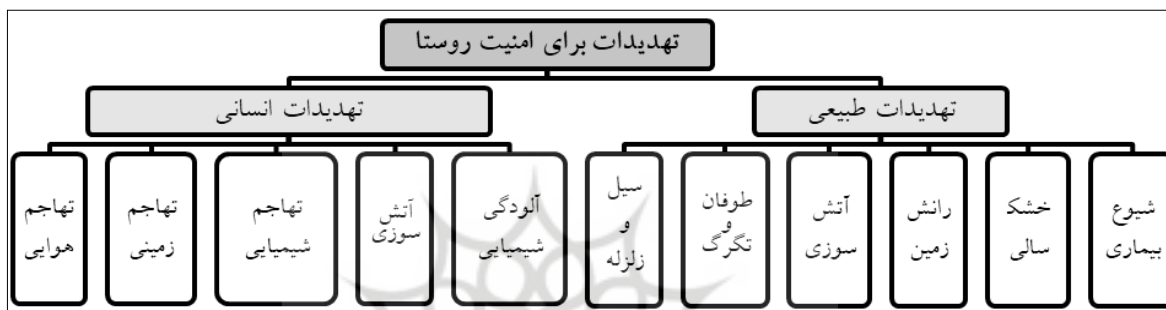 تهدیدات برای امنیت روستا
تهدیدات طبیعی
تهدیدات انسانی
شیوع
بیماری
خشک
سالی
رانش
زمین
آتش
سوزی
طوفان
و
تگرگ
سیل
و
زلزله
آلودگی
شیمیایی
آتش
سوزی
تهاجم
شیمیایی
تهاجم
زمینی
تهاجم
هوایی